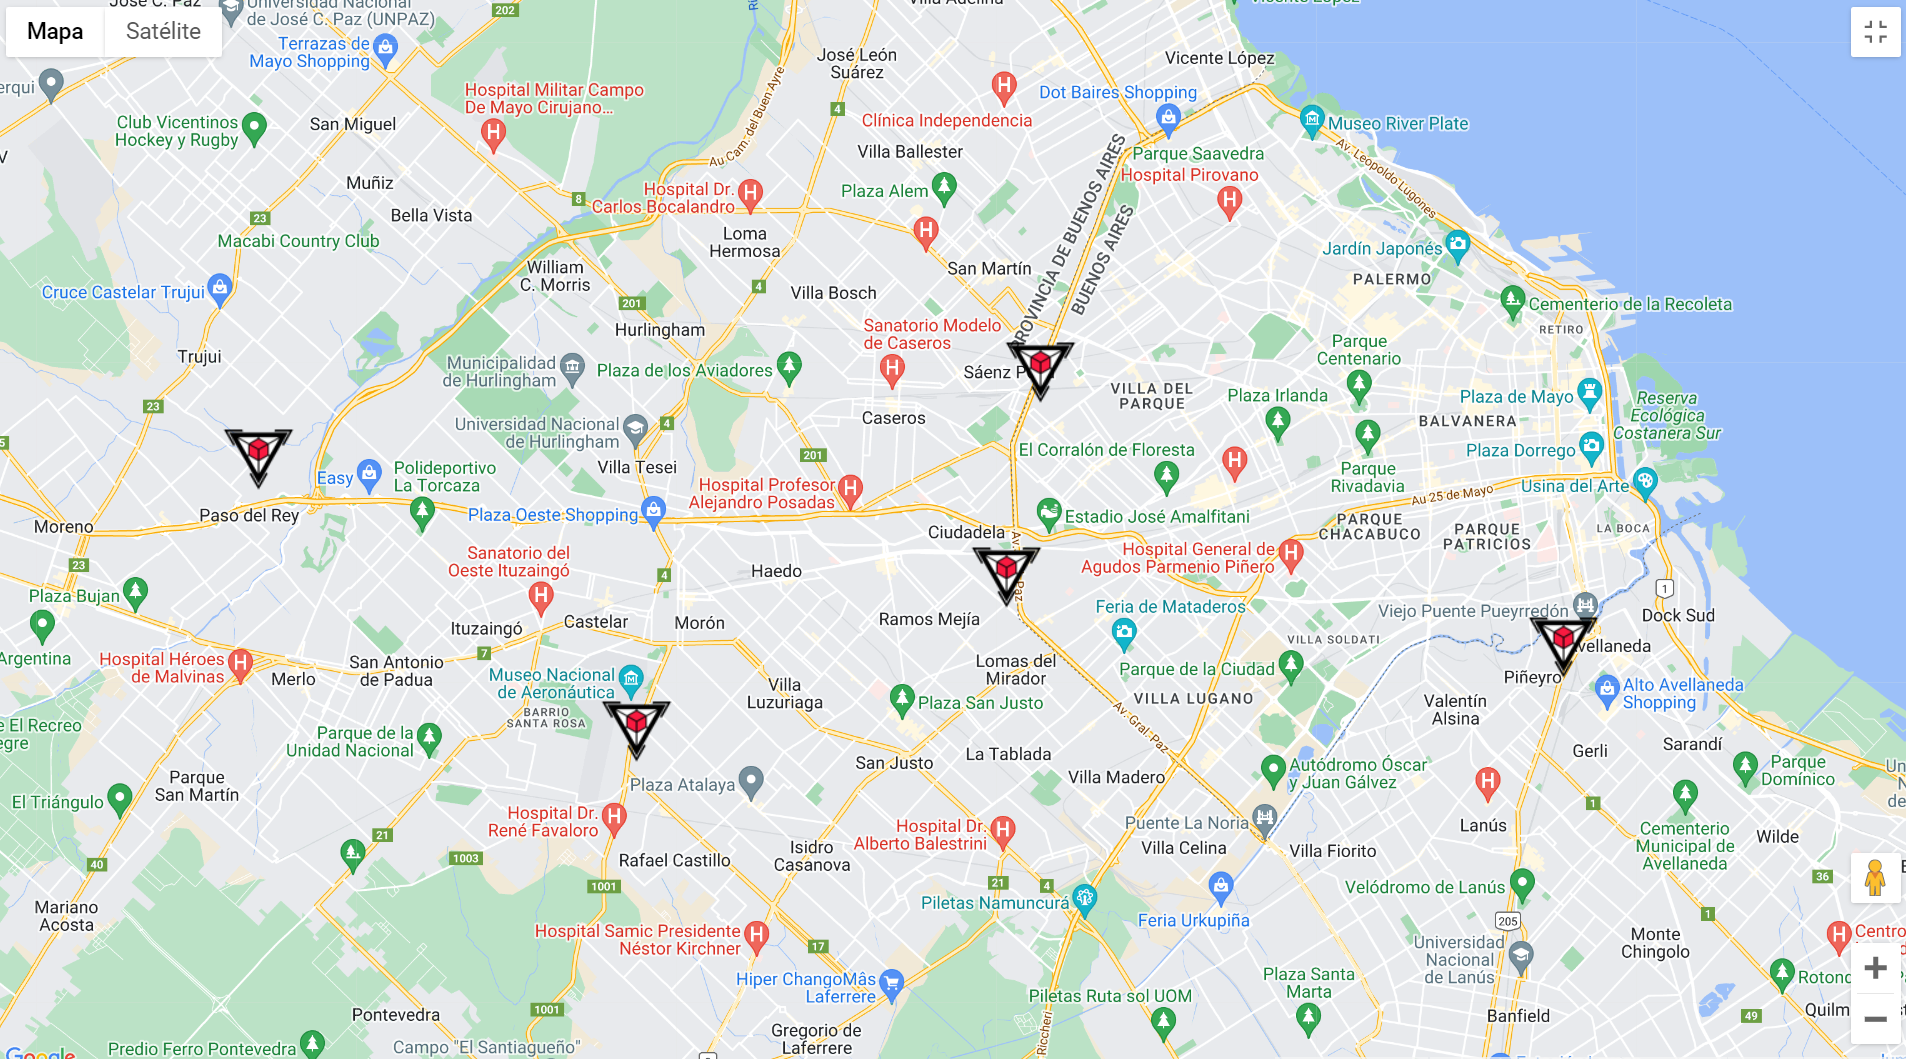 José C. Paz
Universidad Nacional
de José C. Paz (UNPAZ)
202
Villa Adelina
Vicente López
Mapa
Satélite
Terrazas de
Mayo Shopping
José León
Suárez
Vicente López
erqui
Hospital Militar Campo
De Mayo Cirujano...
Av Cam. del Buen Ayre
4
Clínica Independencia
Dot Baires Shopping
Museo River Plate
Club Vicentinos
Hockey y Rugby
San Miguel
Villa Ballester
Parque Saavedra
Hospital Pirovano
Av. Leopoldo Lugones
V
Muñiz
8
Hospital Dr.
Carlos Bocalandro
Plaza Alem
PROVINCIA DE BUENOS AIRES
BUENOS AIRES
23
Bella Vista
Macabi Country Club
Loma
Hermosa
San Martín
Jardín Japonés
PALERMO
William
C. Morris
4
Cruce Castelar Trujui
201
Villa Bosch
Cementerio de la Recoleta
RETIRO
Hurlingham
Sanatorio Modelo
de Caseros
Parque
Centenario
Trujui
Municipalidad
de Hurlingham
Plaza de los Aviadores
VILLA DEL
PARQUE
Plaza Irlanda
Plaza de Mayo
Reserva
Ecológica
Costanera Sur
23
Caseros
BALVANERA
Universidad Nacional
de Hurlingham
4
El Corralón de Floresta
Plaza Dorrego
5
201
Villa Tesei
Polideportivo
La Torcaza
Easy
Parque
Rivadavia
Hospital Profesor
Alejandro Posadas
Usina del Arte
Au 25 de Mayo
Moreno
Paso del Rey
Plaza Oeste Shopping
Estadio José Amalfitani
PARQUE
CHACABUCO
PARQUE
PATRICIOS
LA BOCA
Ciudadela
Sanatorio del
Oeste Ituzaingó
23
4
Haedo
Hospital General de
Agudos Parmenio Piñero
1
Plaza Bujan
Feria de Mataderos
Viejo Puente Pueyrredón
Dock Sud
Ituzaingó
Castelar
Morón
Ramos Mejía
VILLA SOLDATI
Argentina
Hospital Héroes
de Malvinas
7
San Antonio
de Padua
Merlo
Museo Nacional
de Aeronáutica
Lomas del
Mirador
Parque de la Ciudad
Piñeyro
Villa
Luzuriaga
VILLA LUGANO
Alto Avellaneda
Shopping
Plaza San Justo
Valentín
Alsina
BARRIO
SANTA ROSA
Av. Gral. Paz
Parque de la
Unidad Nacional
La Tablada
Gerli
Sarandí
San Justo
Villa Madero
Autódromo Óscar
y Juan Gálvez
Parque
Domínico
Parque
San Martín
Plaza Atalaya
El Triángulo
1
Hospital Dr.
René Favaloro
Puente La Noria
Lanús
Cementerio
Municipal de
Avellaneda
Wilde
21
Hospital Dr.
Alberto Balestrini
Villa Celina
Villa Fiorito
40
1003
Rafael Castillo
Isidro
Casanova
36
1001
21
4
Velódromo de Lanús
Mariano
Acosta
Piletas Namuncurá
Feria Urkupiña
205
1
Hospital Samic Presidente
Néstor Kirchner
17
Universidad
Nacional
de Lanús
Monte
Chingolo
Centro
Hiper ChangoMâs
Laferrere
Plaza Santa
Marta
Piletas Ruta sol UOM
1001
Pontevedra
Banfield
49
Riccheri
Gregorio de
Laferrere
Predio Ferro Pontevedra
Campo "El Santiagueño"
Google